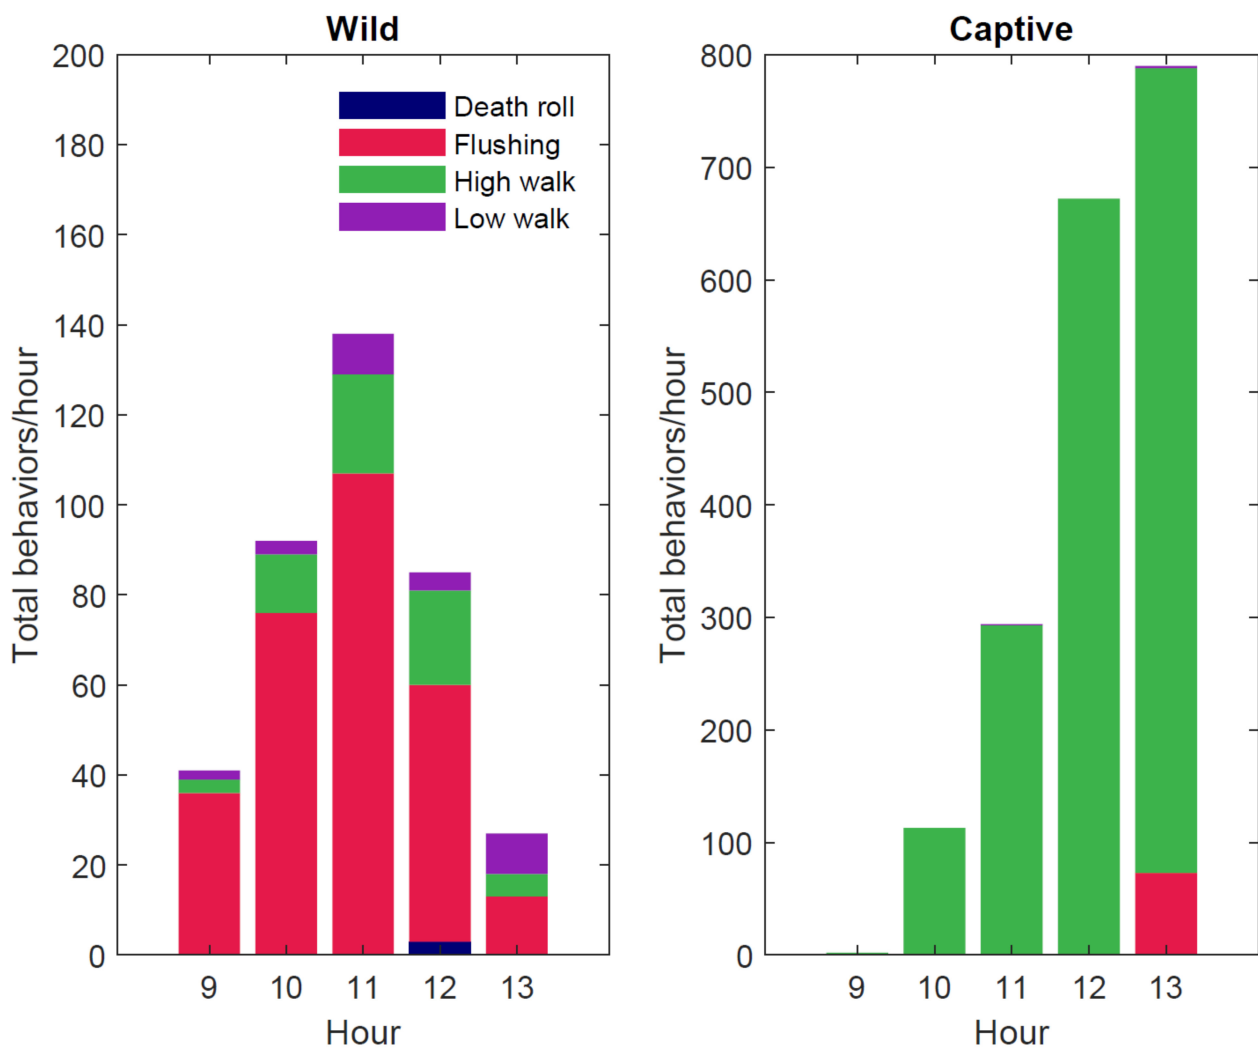 Wild
200
180
160
140
120
100
80
60
40
20
0
Total behaviors/hour
Death roll
Flushing
High walk
Low walk
9 10 11 12 13
Hour
Captive
800
700
600
500
400
300
200
100
0
Total behaviors/hour
9 10 11 12 13
Hour